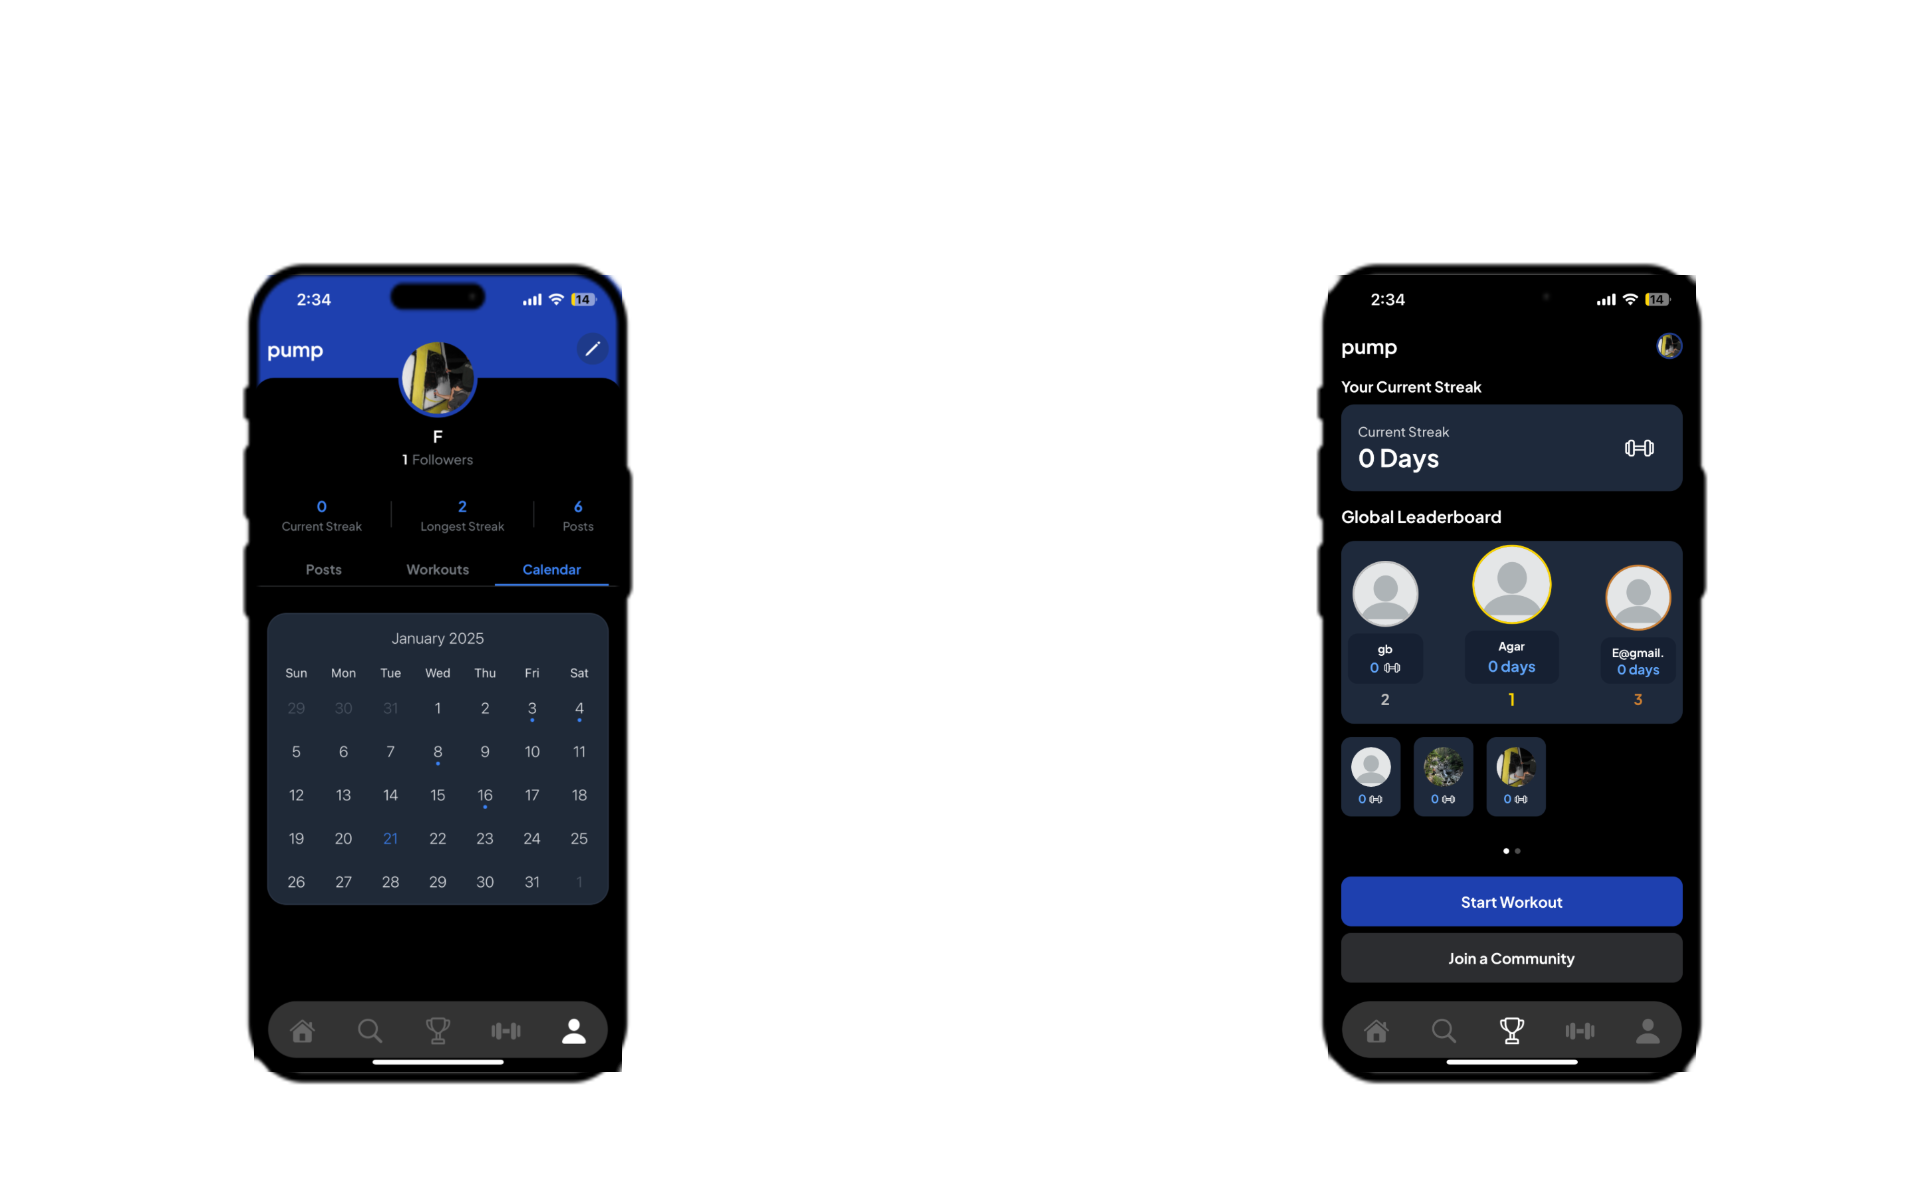 2:34
14
pump
F
1 Followers
0
Current Streak
2
Longest Streak
6
Posts
Posts Workouts Calendar
January 2025
Sun Mon Tue Wed Thu Fri Sat
29 30 31 1 2 3 4
5 6 7 8 9 10 11
12 13 14 15 16 17 18
19 20 21 22 23 24 25
26 27 28 29 30 31 1
2:34
14
pump
Your Current Streak
Current Streak
0 Days
Global Leaderboard
gb
0
2
Agar
0 days
1
E@gmail.
0 days
3
0 0 0
Start Workout
Join a Community